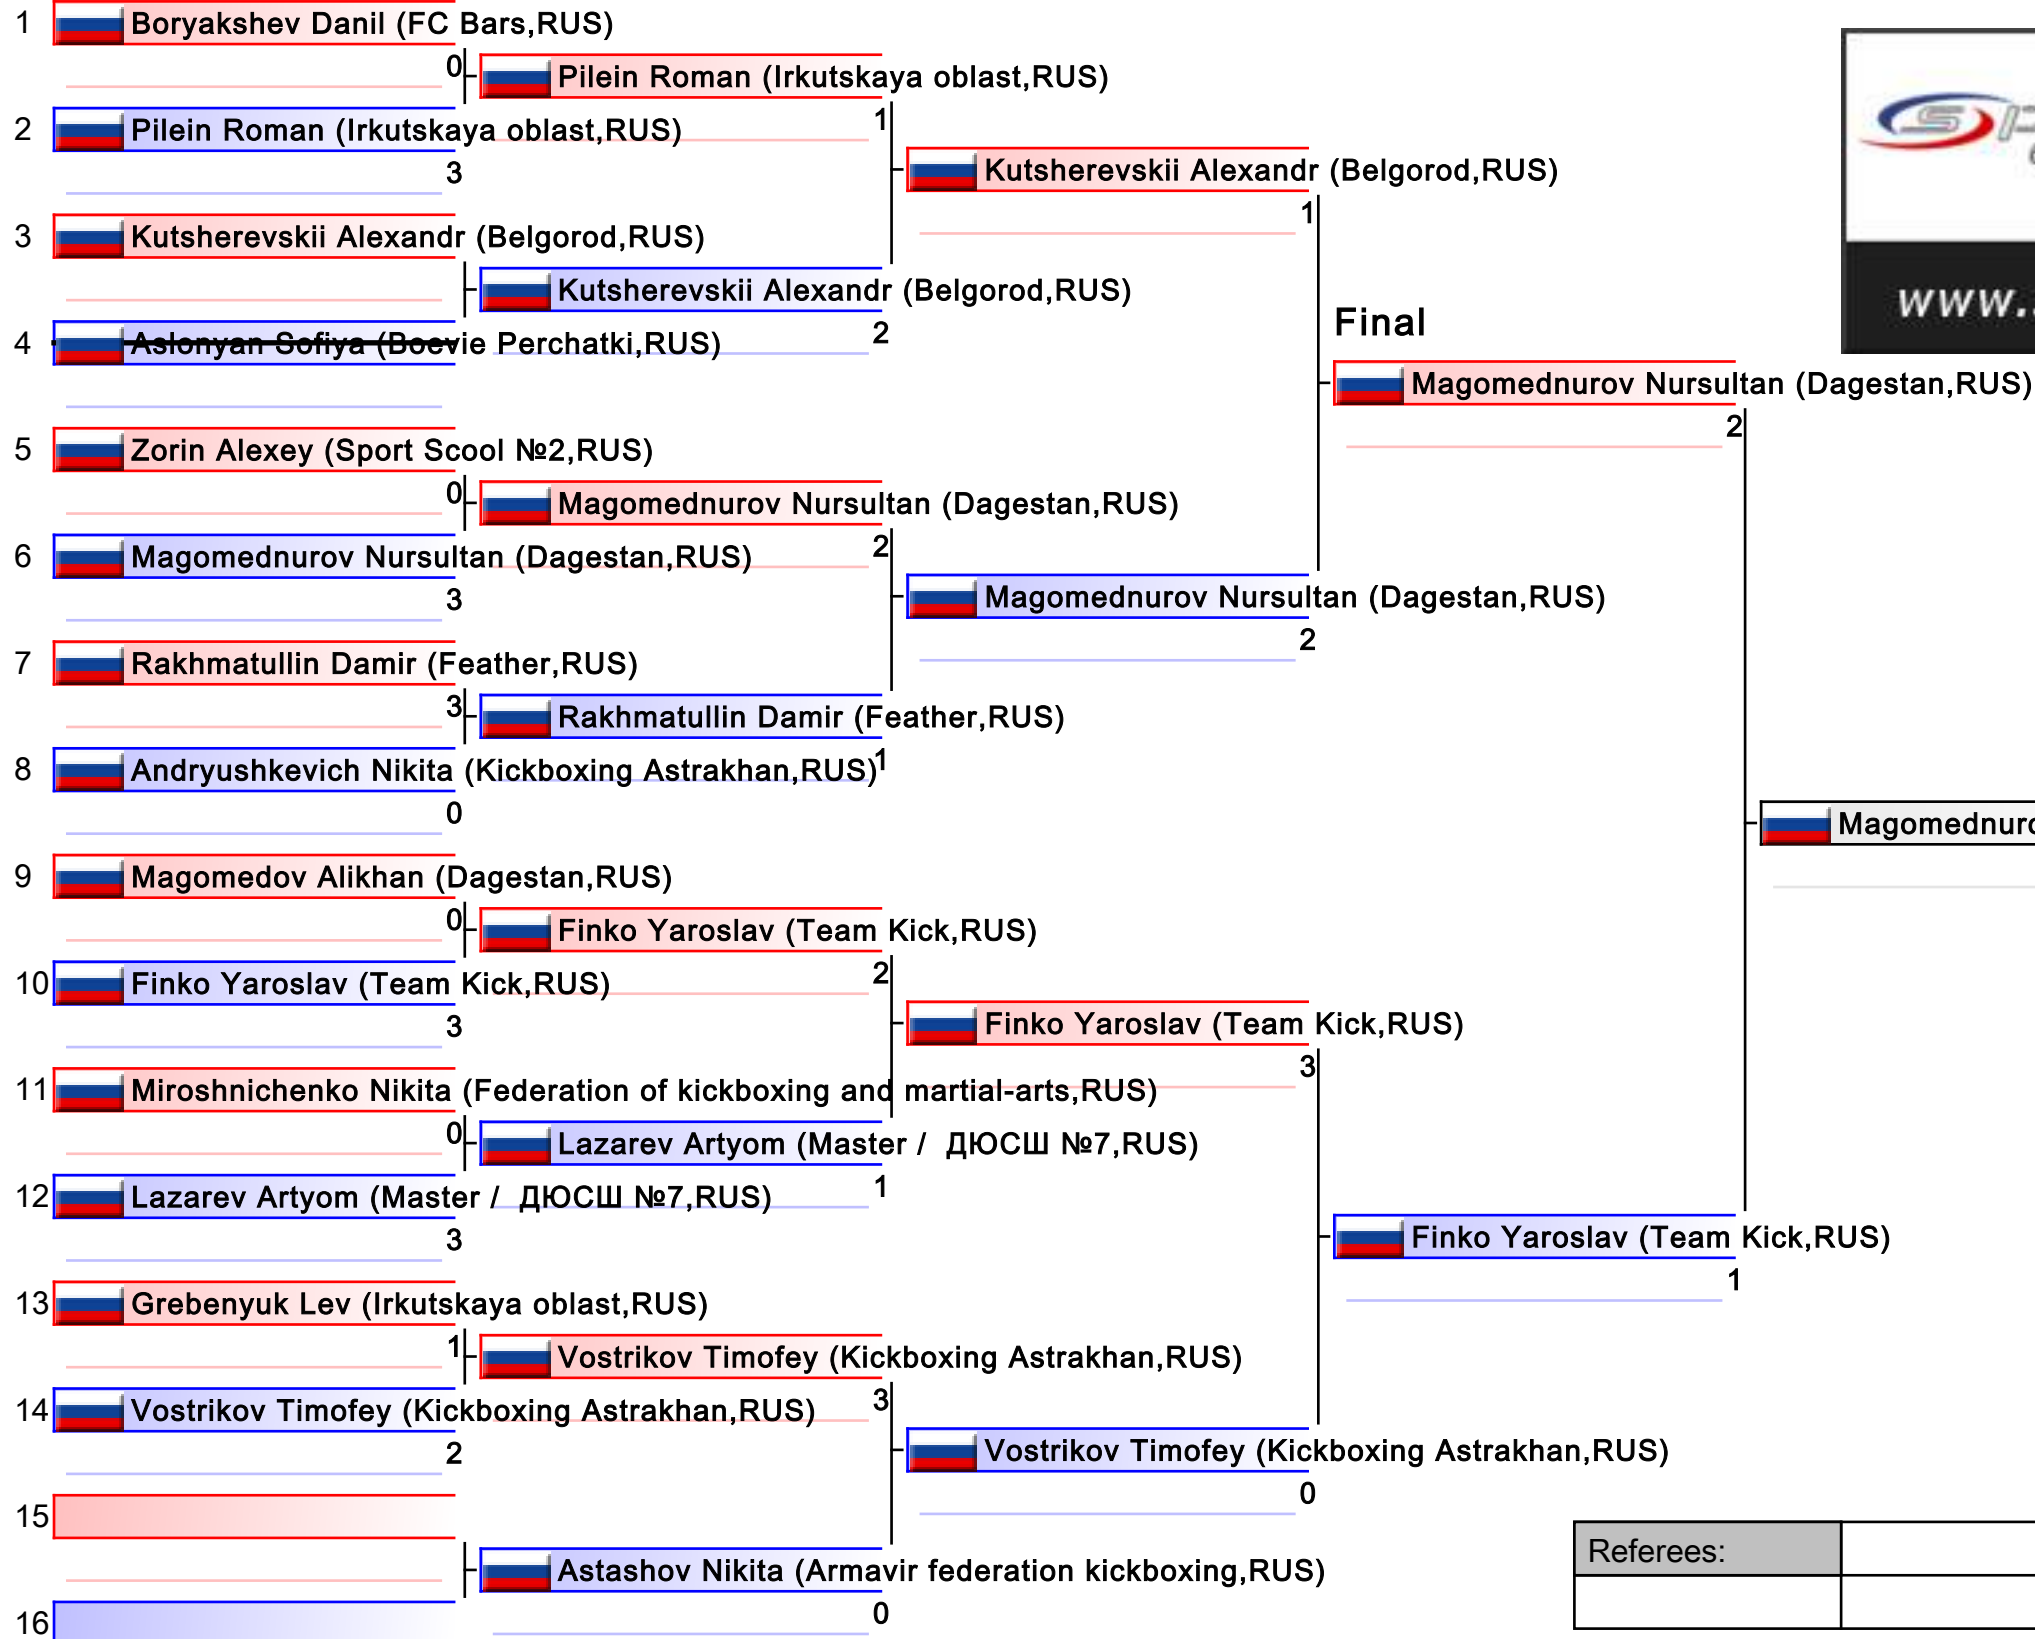 1 Boryakshev Danil (FC Bars,RUS)
0 Pilein Roman (Irkutskaya oblast,RUS)
2 Pilein Roman (Irkutskaya oblast,RUS) 1
3
Kutsherevskii Alexandr (Belgorod,RUS)
1
3 Kutsherevskii Alexandr (Belgorod,RUS)
Kutsherevskii Alexandr (Belgorod,RUS)
www.
Final
4 Aslonyan Sofiya (Boevie Perchatki,RUS) 2
Magomednurov Nursultan (Dagestan,RUS)
2
5 Zorin Alexey (Sport Scool №2,RUS)
0 Magomednurov Nursultan (Dagestan,RUS)
6 Magomednurov Nursultan (Dagestan,RUS) 2
3
Magomednurov Nursultan (Dagestan,RUS)
2
7 Rakhmatullin Damir (Feather,RUS)
3 Rakhmatullin Damir (Feather,RUS)
8 Andryushkevich Nikita (Kickboxing Astrakhan,RUS) 1
0
Magomednuro
9 Magomedov Alikhan (Dagestan,RUS)
0 Finko Yaroslav (Team Kick,RUS)
10 Finko Yaroslav (Team Kick,RUS) 2
3
Finko Yaroslav (Team Kick,RUS)
3
11 Miroshnichenko Nikita (Federation of kickboxing and martial-arts,RUS)
0 Lazarev Artyom (Master / ДЮСШ №7,RUS)
12 Lazarev Artyom (Master / ДЮСШ №7,RUS) 1
3
Finko Yaroslav (Team Kick,RUS)
1
13 Grebenyuk Lev (Irkutskaya oblast,RUS)
1 Vostrikov Timofey (Kickboxing Astrakhan,RUS)
14 Vostrikov Timofey (Kickboxing Astrakhan,RUS) 3
2
Vostrikov Timofey (Kickboxing Astrakhan,RUS)
0
15
Referees:
Astashov Nikita (Armavir federation kickboxing,RUS)
16 0